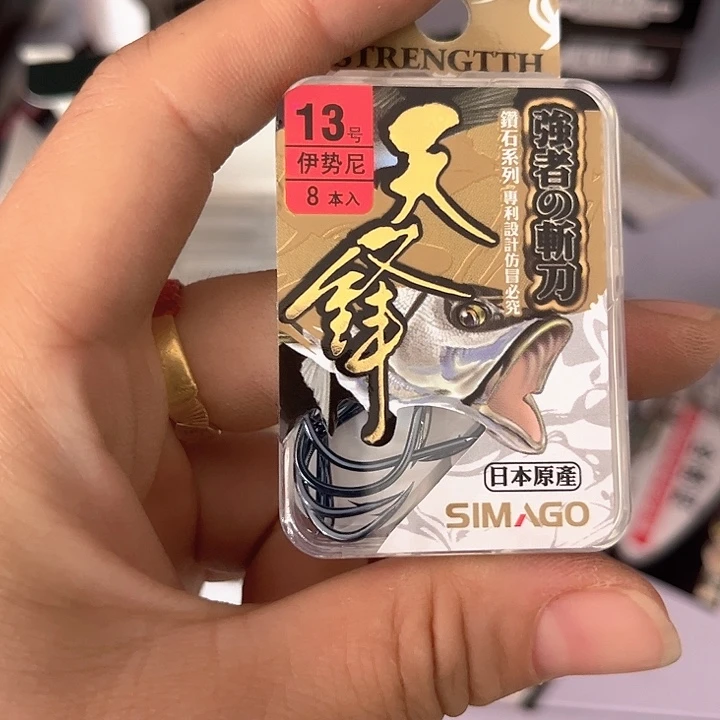 STRENGTTH
13号
伊势尼
8本入
天鋒
強者の斬刀
鑽石系列 專利設計仿冒必究
日本原產
SIMAGO